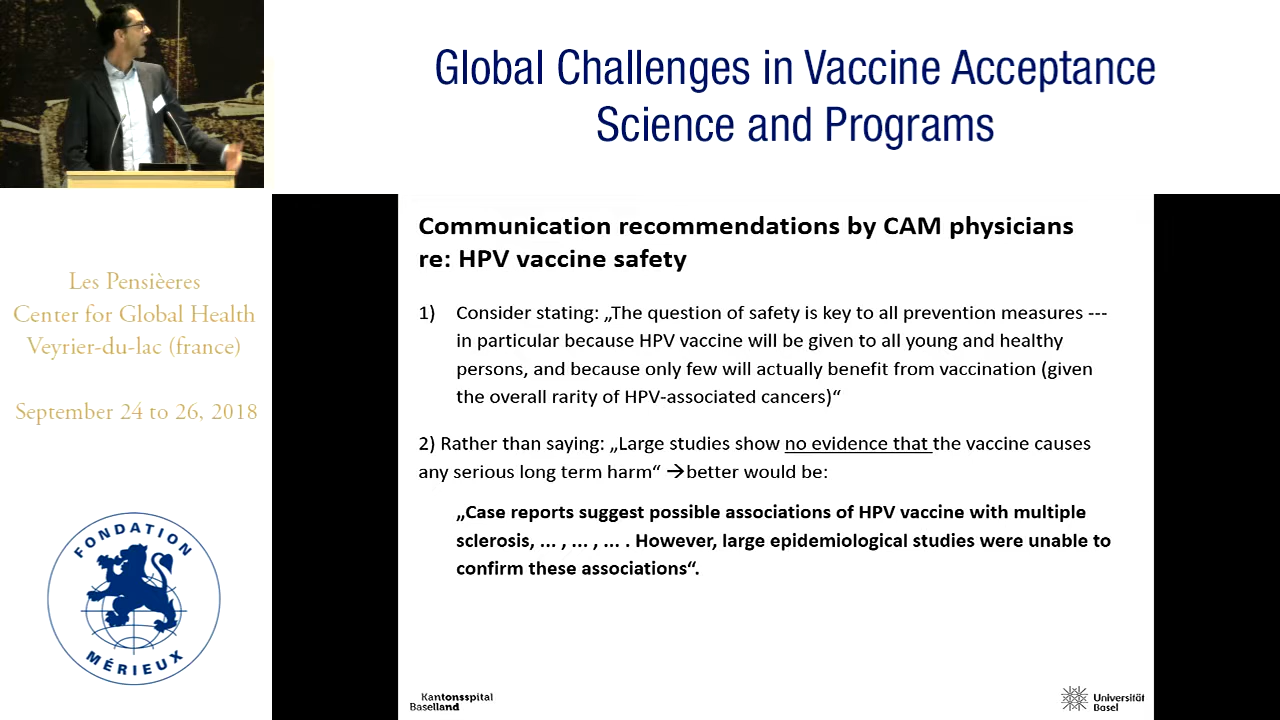 Global Challenges in Vaccine Acceptance
Science and Programs
Les Pensièeres
Center for Global Health
Veyrier-du-lac (france)
September 24 to 26, 2018
FONDATION
MÉRIEUX
Communication recommendations by CAM physicians
re: HPV vaccine safety
1) Consider stating: „The question of safety is key to all prevention measures ---
in particular because HPV vaccine will be given to all young and healthy
persons, and because only few will actually benefit from vaccination (given
the overall rarity of HPV-associated cancers)“
2) Rather than saying: „Large studies show no evidence that the vaccine causes
any serious long term harm“ →better would be:
„Case reports suggest possible associations of HPV vaccine with multiple
sclerosis, ... , ... , ... . However, large epidemiological studies were unable to
confirm these associations“.
Kantonsspital
Baselland
Universität
Basel